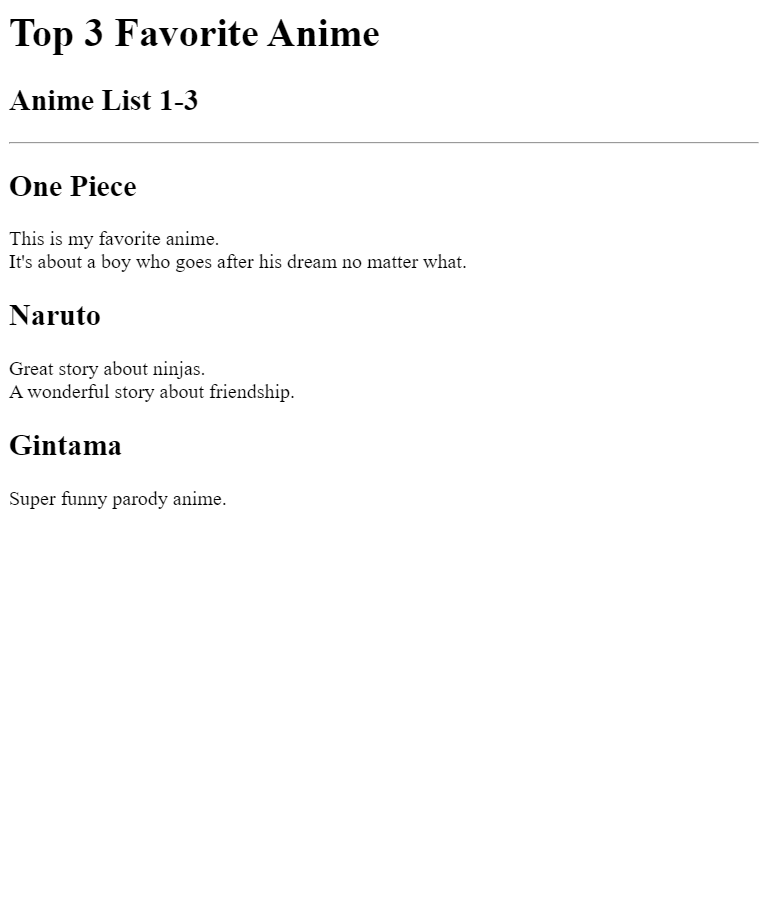 Top 3 Favorite Anime
Anime List 1-3
One Piece
This is my favorite anime.
It's about a boy who goes after his dream no matter what.
Naruto
Great story about ninjas.
A wonderful story about friendship.
Gintama
Super funny parody anime.